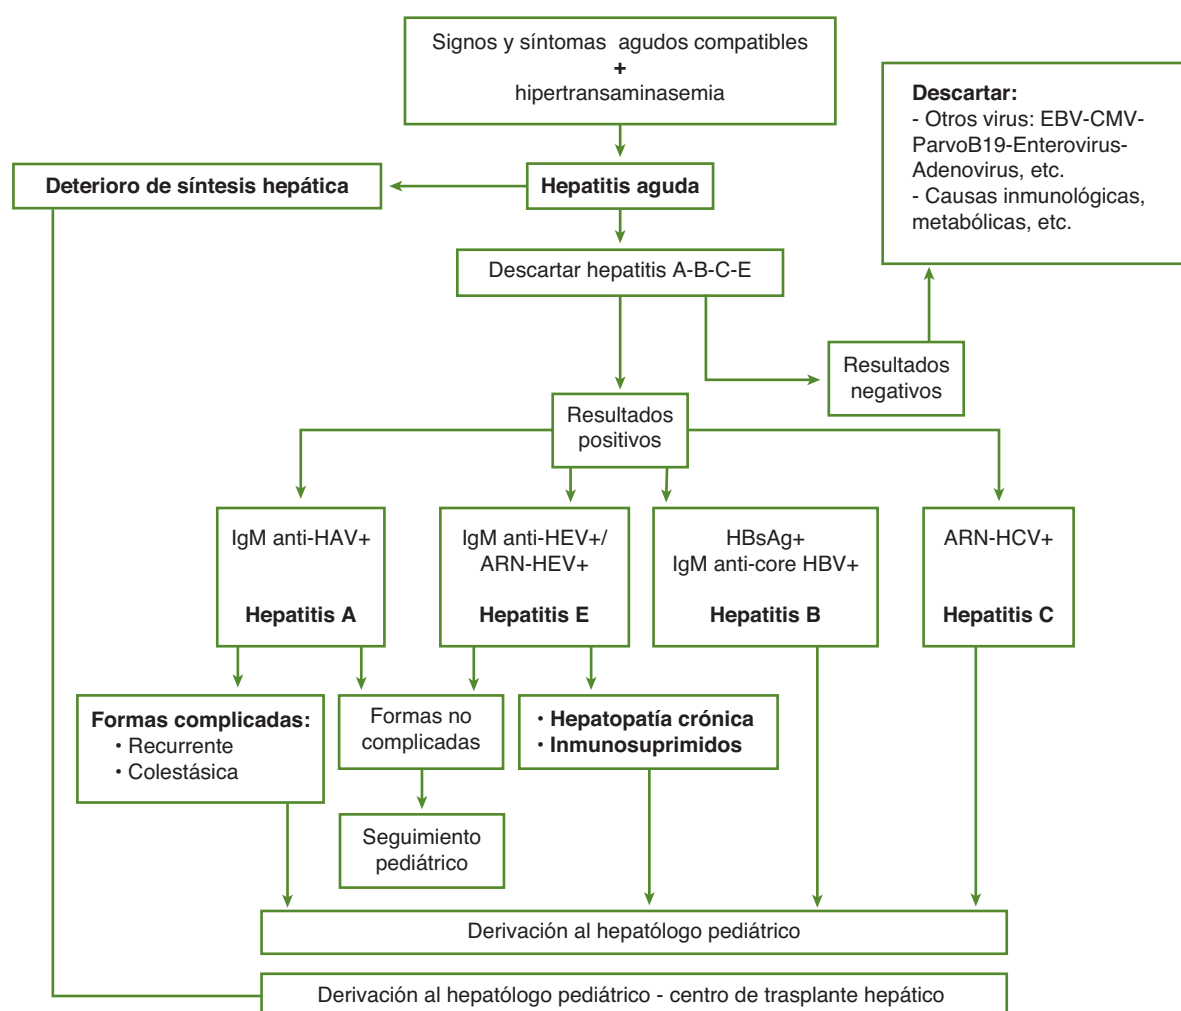 Signos y síntomas agudos compatibles
+
hipertransaminasemia
Descartar:
- Otros virus: EBV-CMV-
ParvoB19-Enterovirus-
Adenovirus, etc.
- Causas inmunológicas,
metabólicas, etc.
Deterioro de síntesis hepática
Hepatitis aguda
Descartar hepatitis A-B-C-E
Resultados
negativos
Resultados
positivos
IgM anti-HAV+
Hepatitis A
IgM anti-HEV+/
ARN-HEV+
Hepatitis E
HBsAg+
IgM anti-core HBV+
Hepatitis B
ARN-HCV+
Hepatitis C
Formas complicadas:
• Recurrente
• Colestásica
Formas no
complicadas
• Hepatopatía crónica
• Inmunosuprimidos
Seguimiento
pediátrico
Derivación al hepatólogo pediátrico
Derivación al hepatólogo pediátrico - centro de trasplante hepático